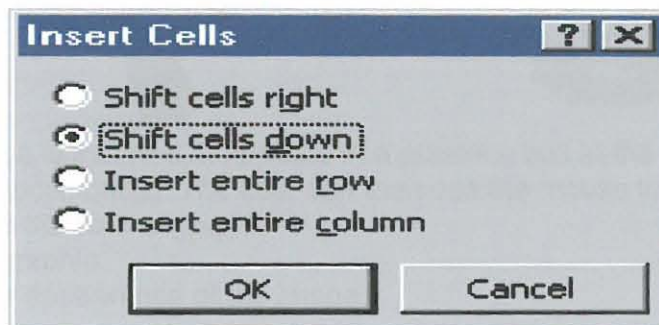 Insert Cells
Shift cells right
Shift cells down
Insert entire row
Insert entire column
OK Cancel